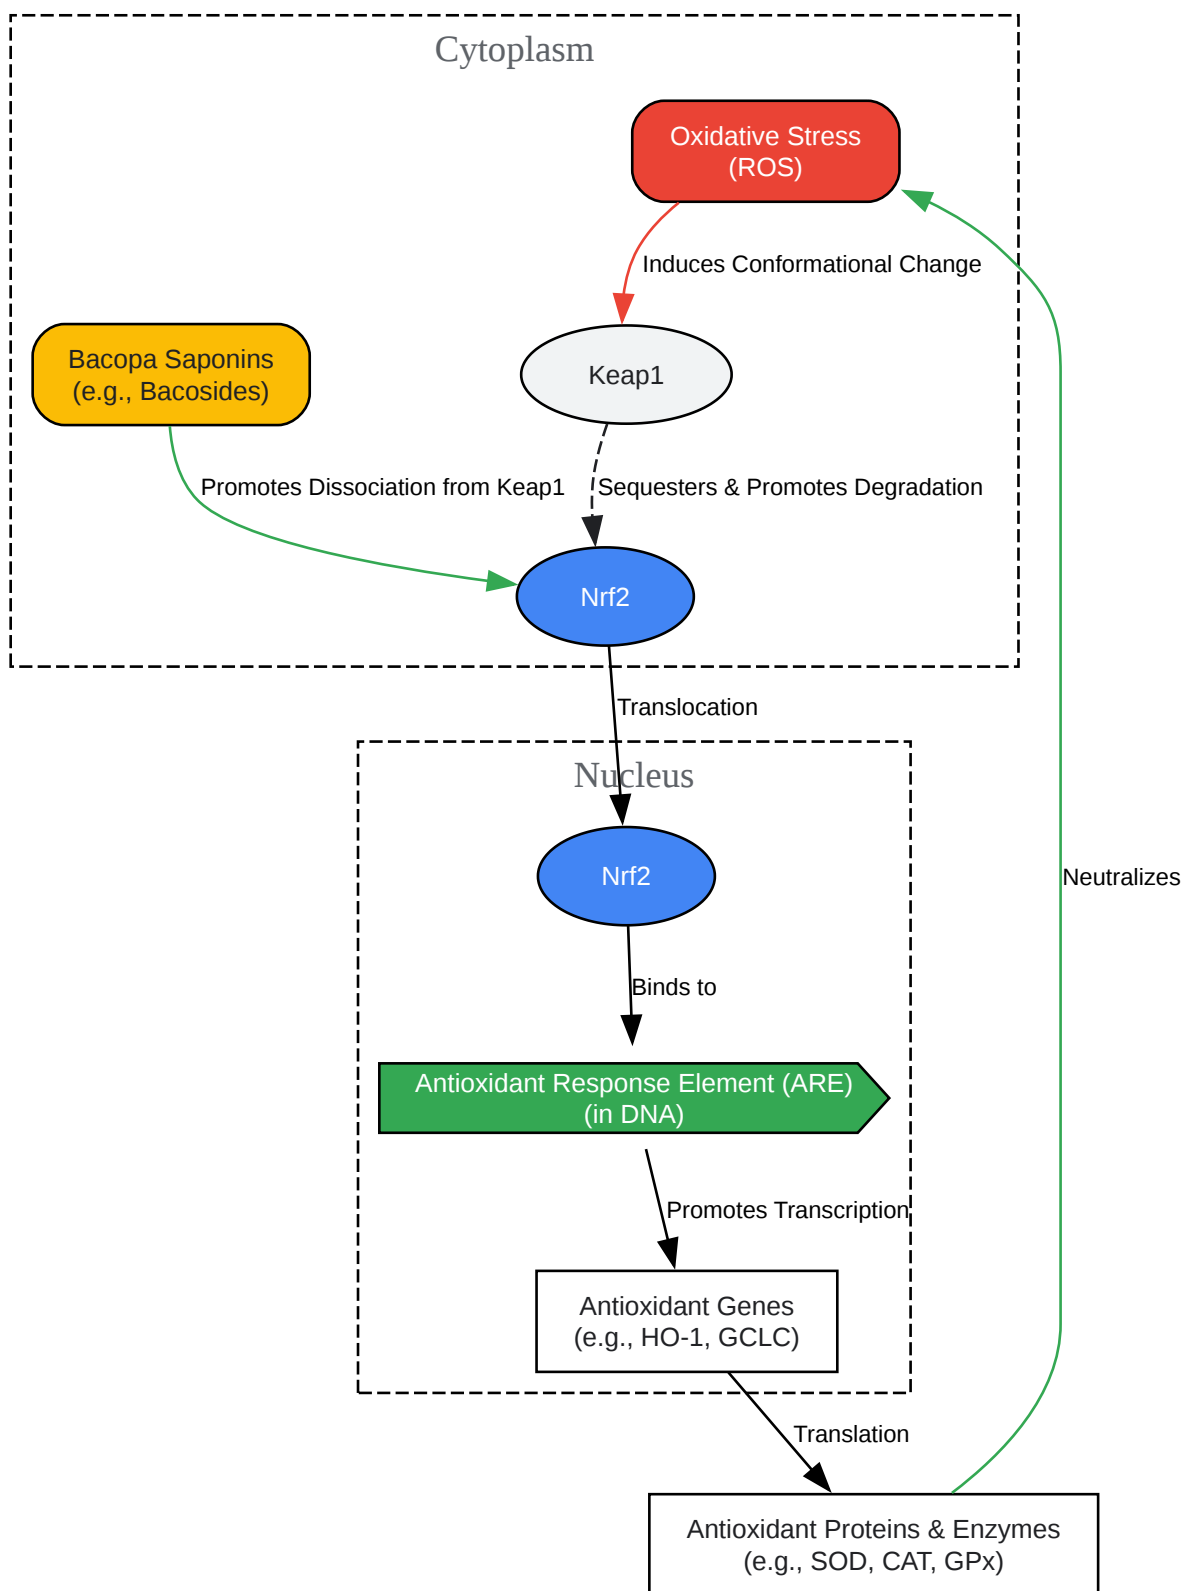 Cytoplasm
Oxidative Stress
(ROS)
Induces Conformational Change
Bacopa Saponins
(e.g., Bacosides)
Keap1
Promotes Dissociation from Keap1
Sequesters & Promotes Degradation
Nrf2
Translocation
Nucleus
Nrf2
Neutralizes
Binds to
Antioxidant Response Element (ARE)
(in DNA)
Promotes Transcription
Antioxidant Genes
(e.g., HO-1, GCLC)
Translation
Antioxidant Proteins & Enzymes
(e.g., SOD, CAT, GPx)